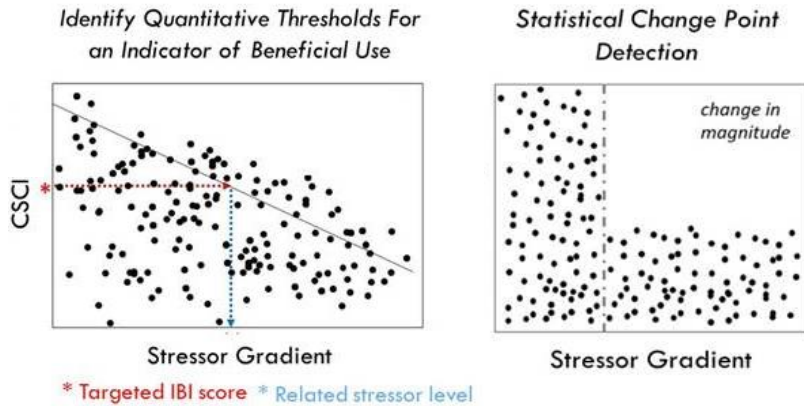 Identify Quantitative Thresholds For
an Indicator of Beneficial Use
Statistical Change Point
Detection
change in
magnitude
*
CSCI
Stressor Gradient
Stressor Gradient
* Targeted IBI score * Related stressor level